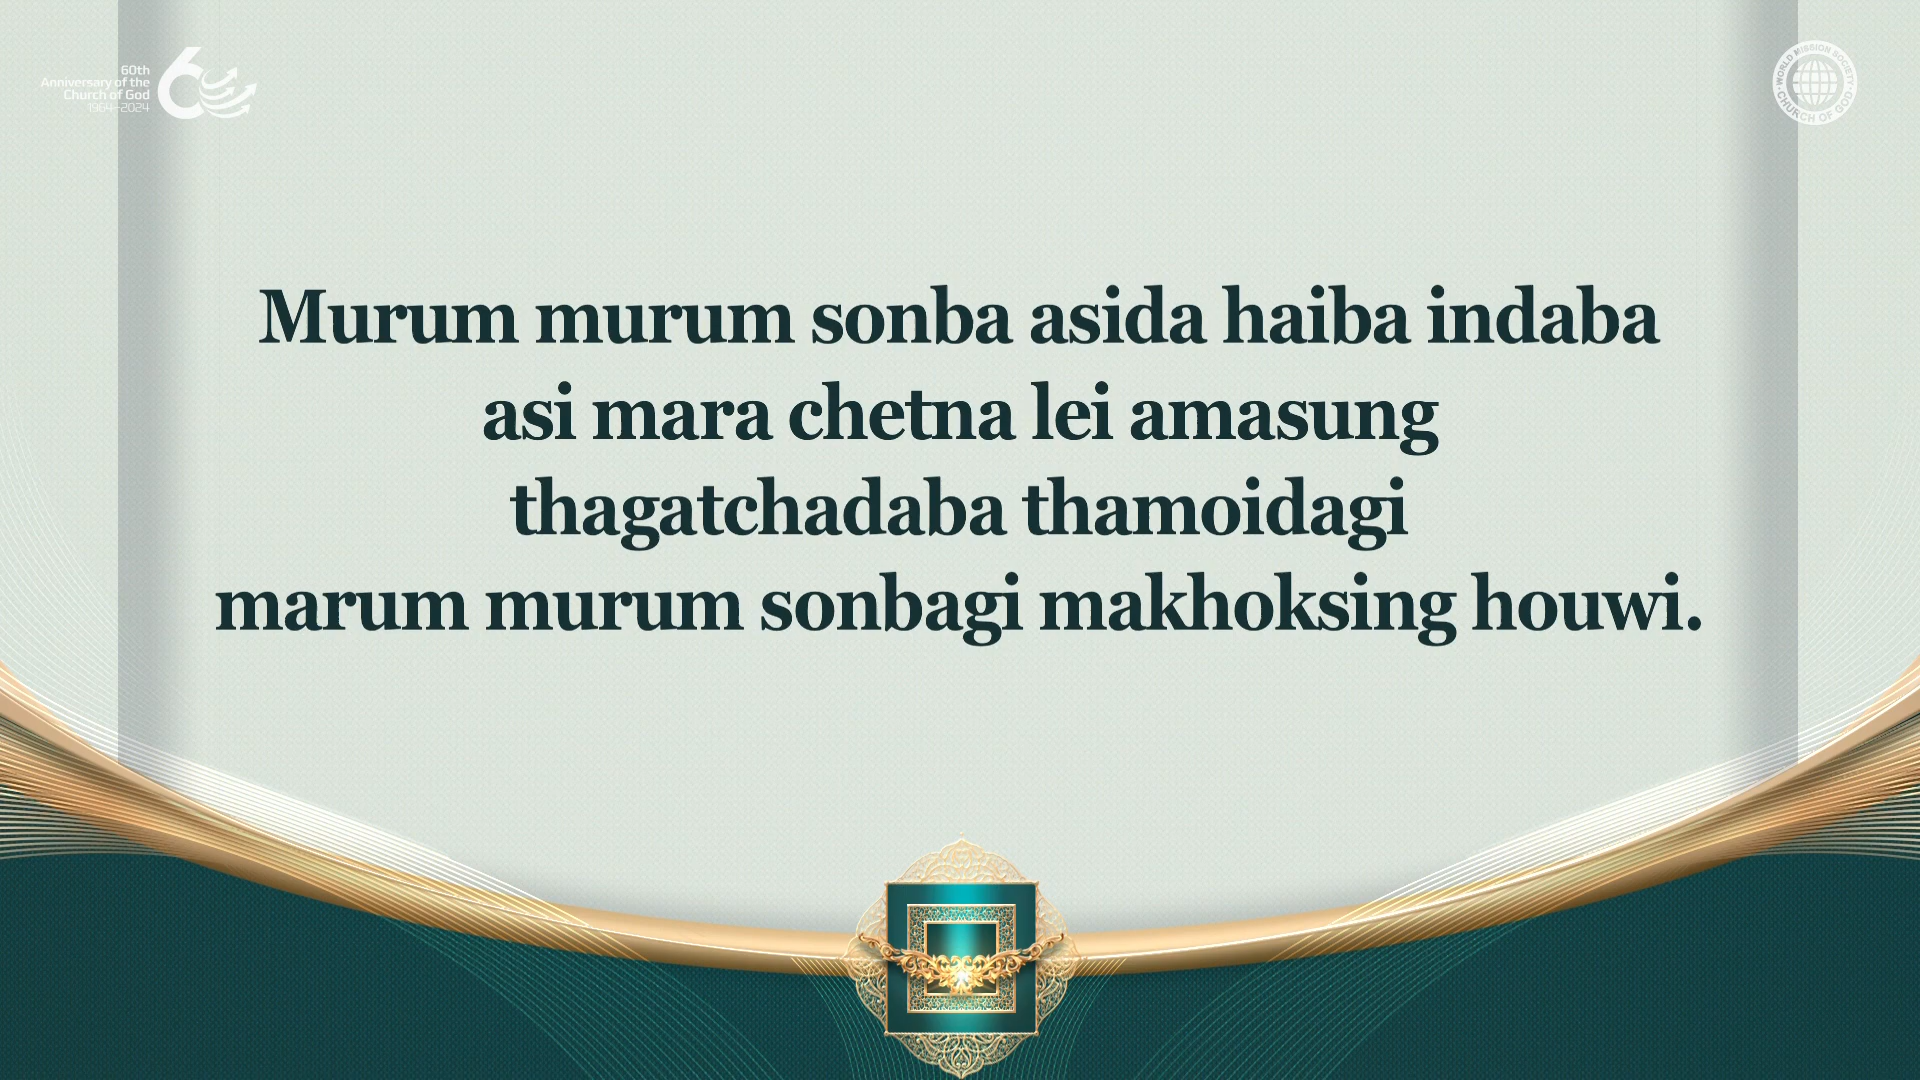 60th
Anniversary of the
Church of God
1964–2024
WORLD MISSION SOCIETY
CHURCH OF GOD
Murum murum sonba asida haiba indaba
asi mara chetna lei amasung
thagatchadaba thamoidagi
marum murum sonbagi makhoksing houwi.